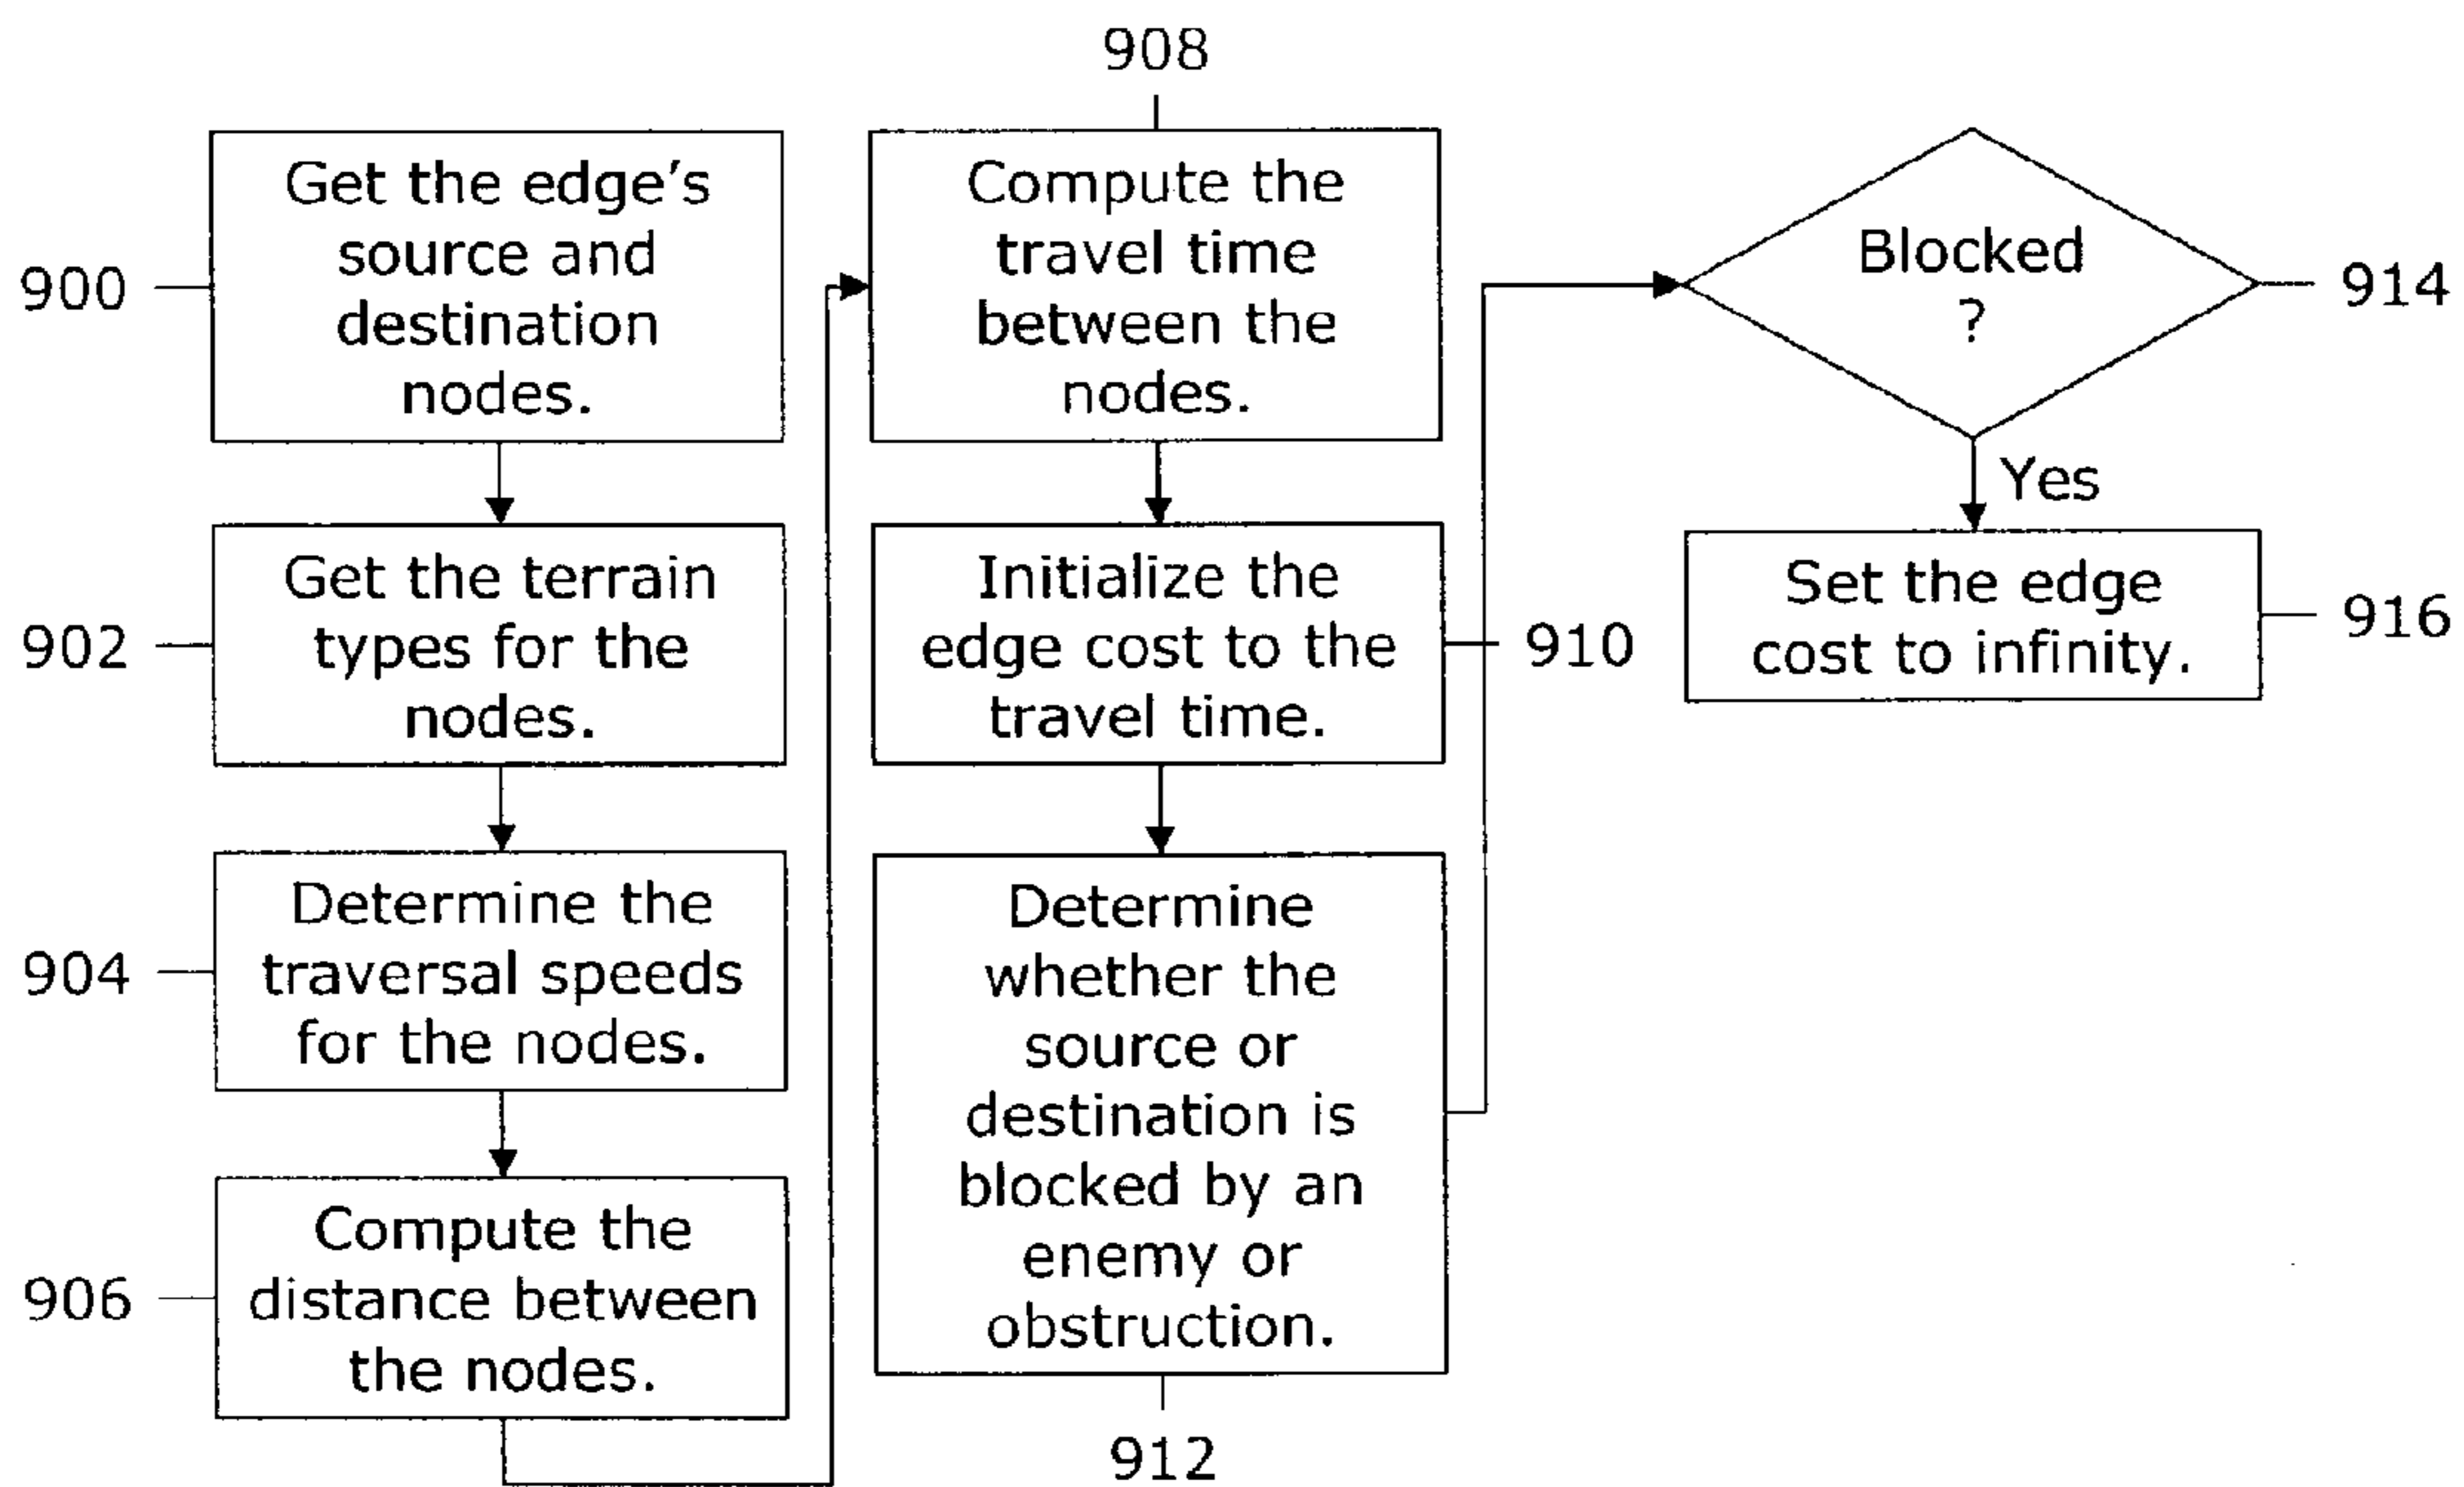 900
Get the edge's
source and
destination
nodes.
902
Get the terrain
types for the
nodes.
904
Determine the
traversal speeds
for the nodes.
906
Compute the
distance between
the nodes.
908
Compute the
travel time
between the
nodes.
Initialize the
edge cost to the
travel time.
910
Determine
whether the
source or
destination is
blocked by an
enemy or
obstruction.
912
Blocked
?
914
Yes
Set the edge
cost to infinity.
916